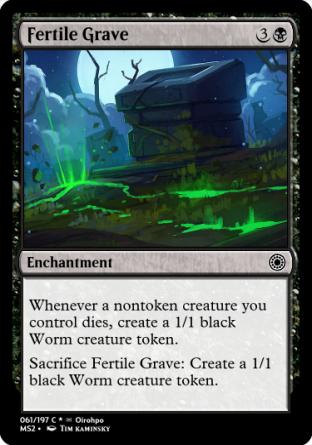 Fertile Grave 3
Enchantment
Whenever a nontoken creature you
control dies, create a 1/1 black
Worm creature token.
Sacrifice Fertile Grave: Create a 1/1
black Worm creature token.
061/197 C * = Oirohpo
MS2 • Tim Kaminsky